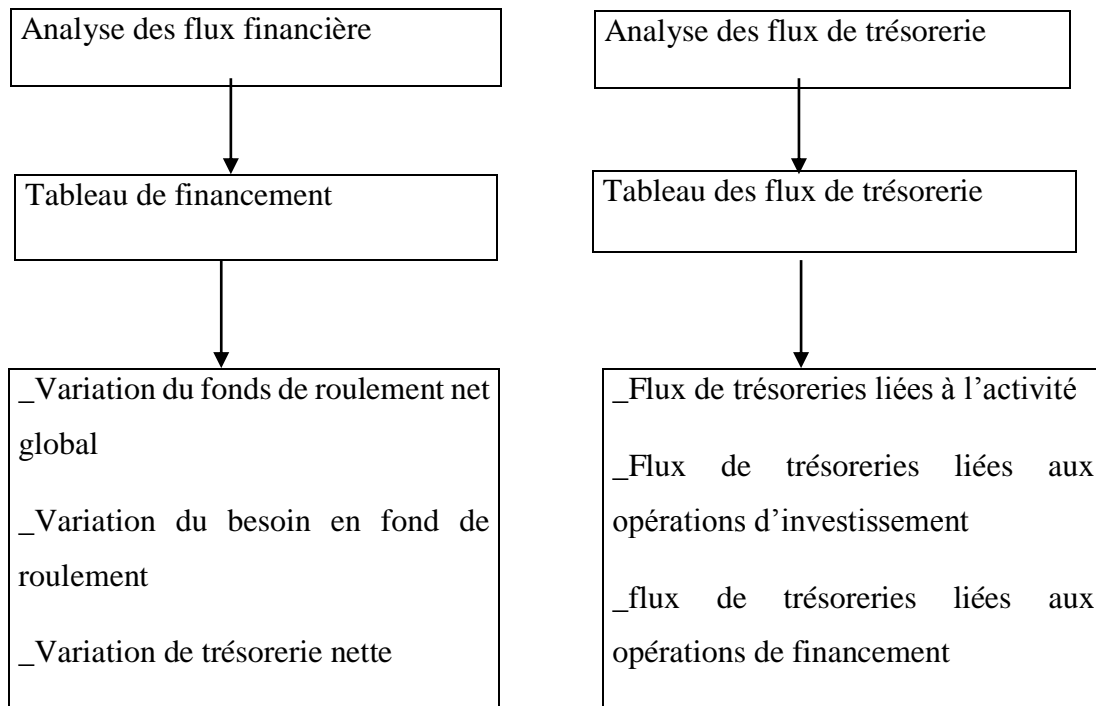 Analyse des flux financière
Analyse des flux de trésorerie
Tableau de financement
Tableau des flux de trésorerie
_Variation du fonds de roulement net
global
_Variation du besoin en fond de
roulement
_Variation de trésorerie nette
_Flux de trésoreries liées à l’activité
_Flux de trésoreries liées aux
opérations d’investissement
_flux de trésoreries liées aux
opérations de financement